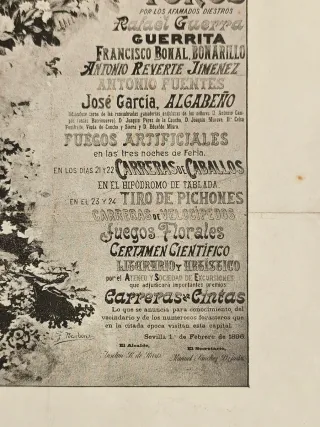 POR LOS AFAMADOS DIESTROS
Rafael Guerra
GUERRITA
FRANCISCO BONAL, BONARILLO
ANTONIO REVERTE JIMENEZ
ANTONIO FUENTES
José García, ALGABEÑO
FUEGOS ARTIFICIALES
en las tres noches de feria.
EN LOS DIAS 21 Y 22 CARRERAS DE CABALLOS
EN EL HIPÓDROMO DE TABLADA
EN EL 23 Y 24 TIRO DE PICHONES
CARRERAS DE VELOCIPEDOS
Juegos Florales
CERTAMEN CIENTÍFICO
LITERARIO Y ARTÍSTICO
por el ATENEO Y SOCIEDAD DE EXCURSIONES
que adjudicará importantes premios
Carreras de Cintas
Lo que se anuncia para conocimiento del
vecindario y de los numerosos forasteros que
en la citada época visitan esta capital.
Sevilla 1.º de Febrero de 1896
El Alcalde, El Secretario,